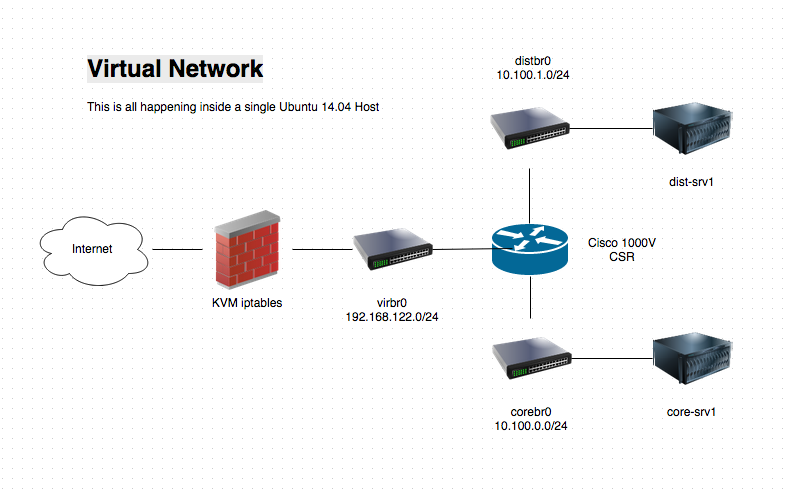 Virtual Network
This is all happening inside a single Ubuntu 14.04 Host
distbr0
10.100.1.0/24
dist-srv1
Internet
KVM iptables
virbr0
192.168.122.0/24
Cisco 1000V
CSR
corebr0
10.100.0.0/24
core-srv1